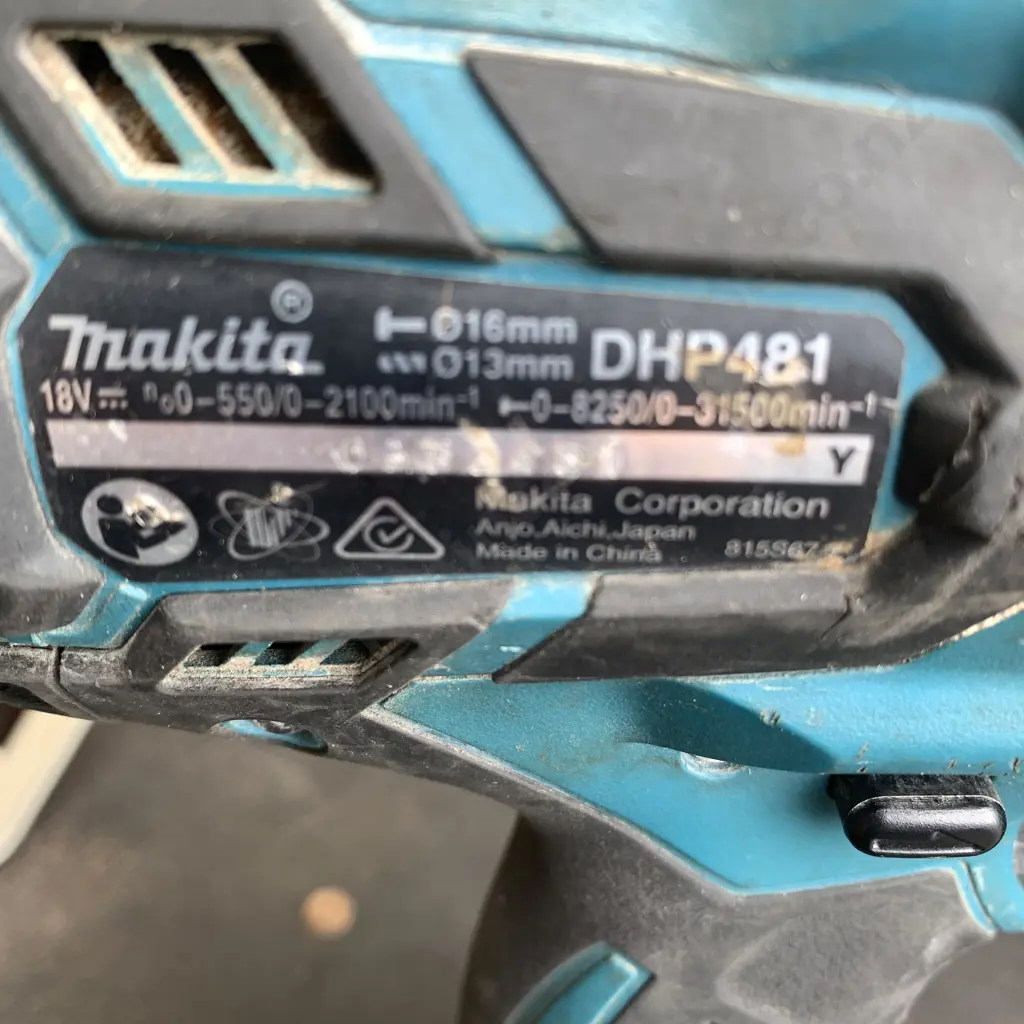 makita®
Ø16mm
Ø13mm
DHP481
18V n₀0-550/0-2100min⁻¹ 0-8250/0-31500min⁻¹
Y
Makita Corporation
Anjo,Aichi,Japan
Made in China